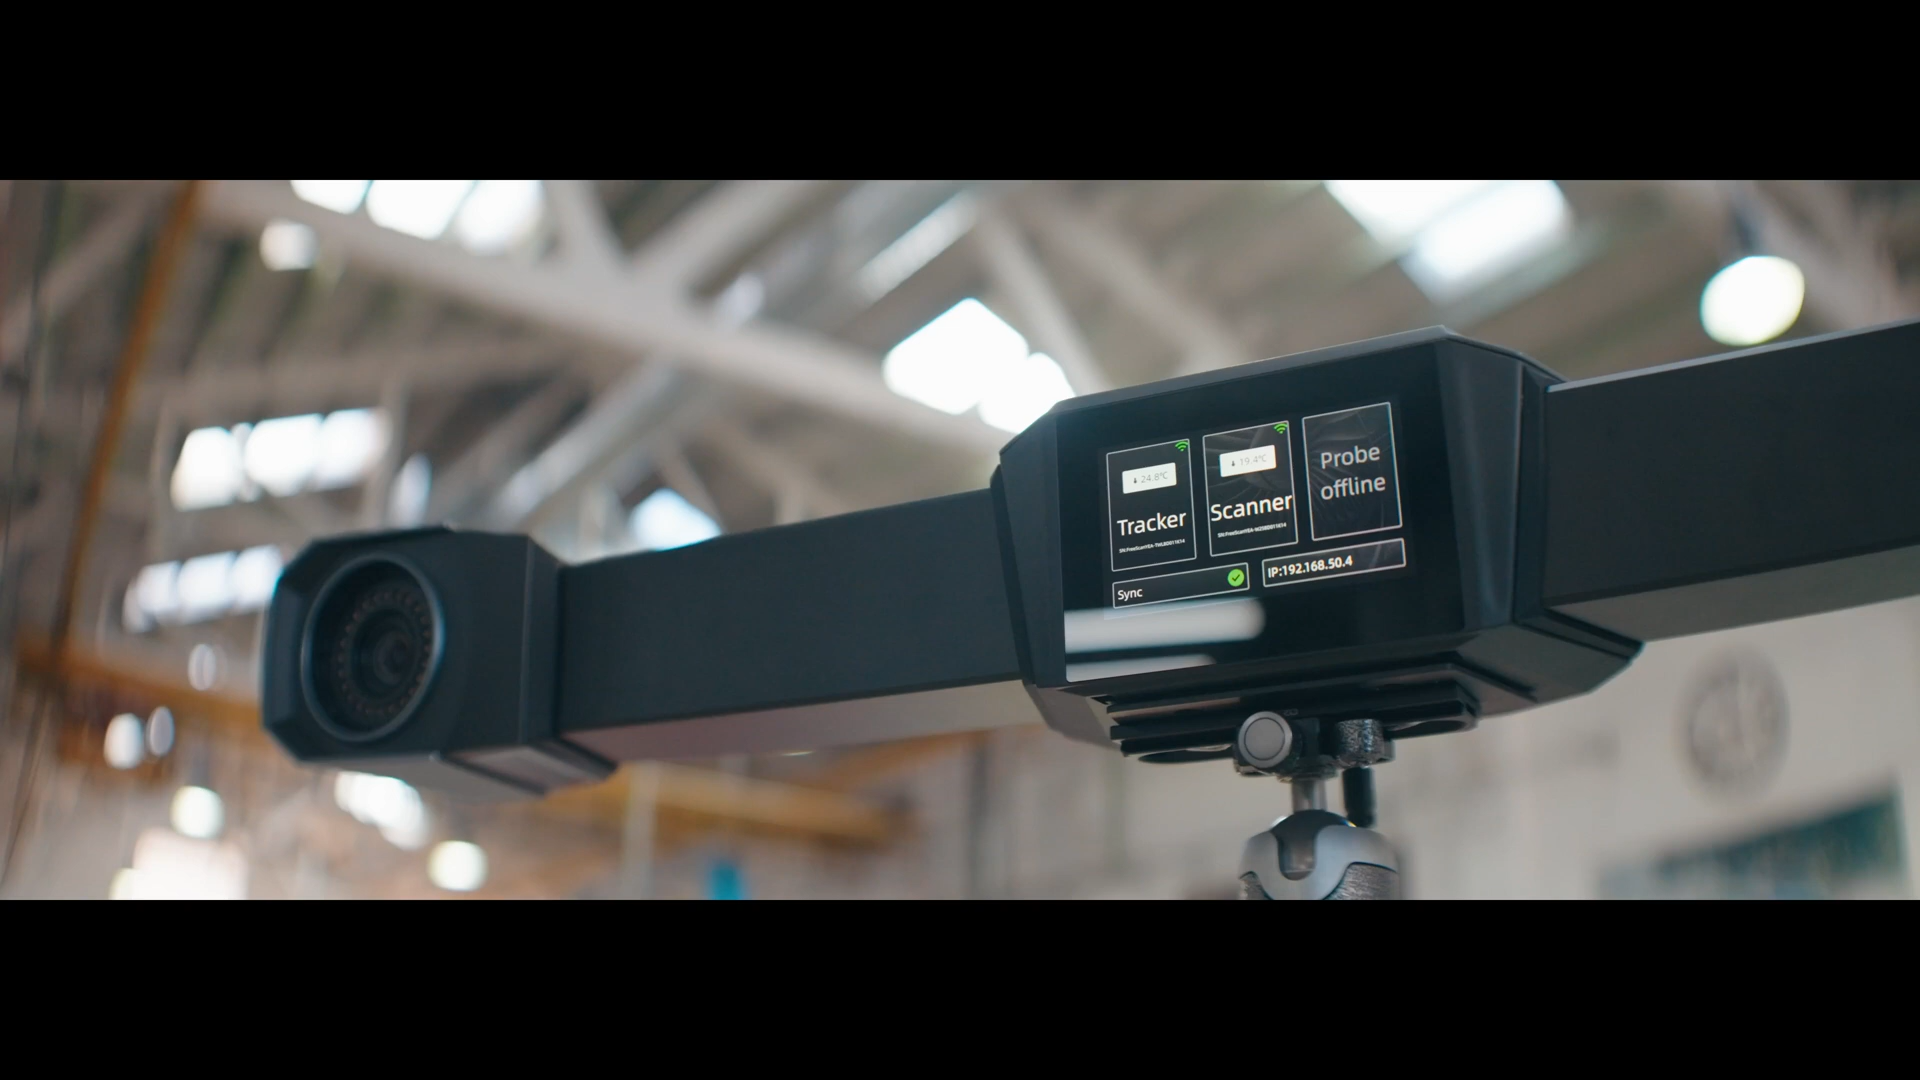 24.8°C
Tracker
19.4°C
Scanner
Probe
offline
Sync
IP:192.168.50.4